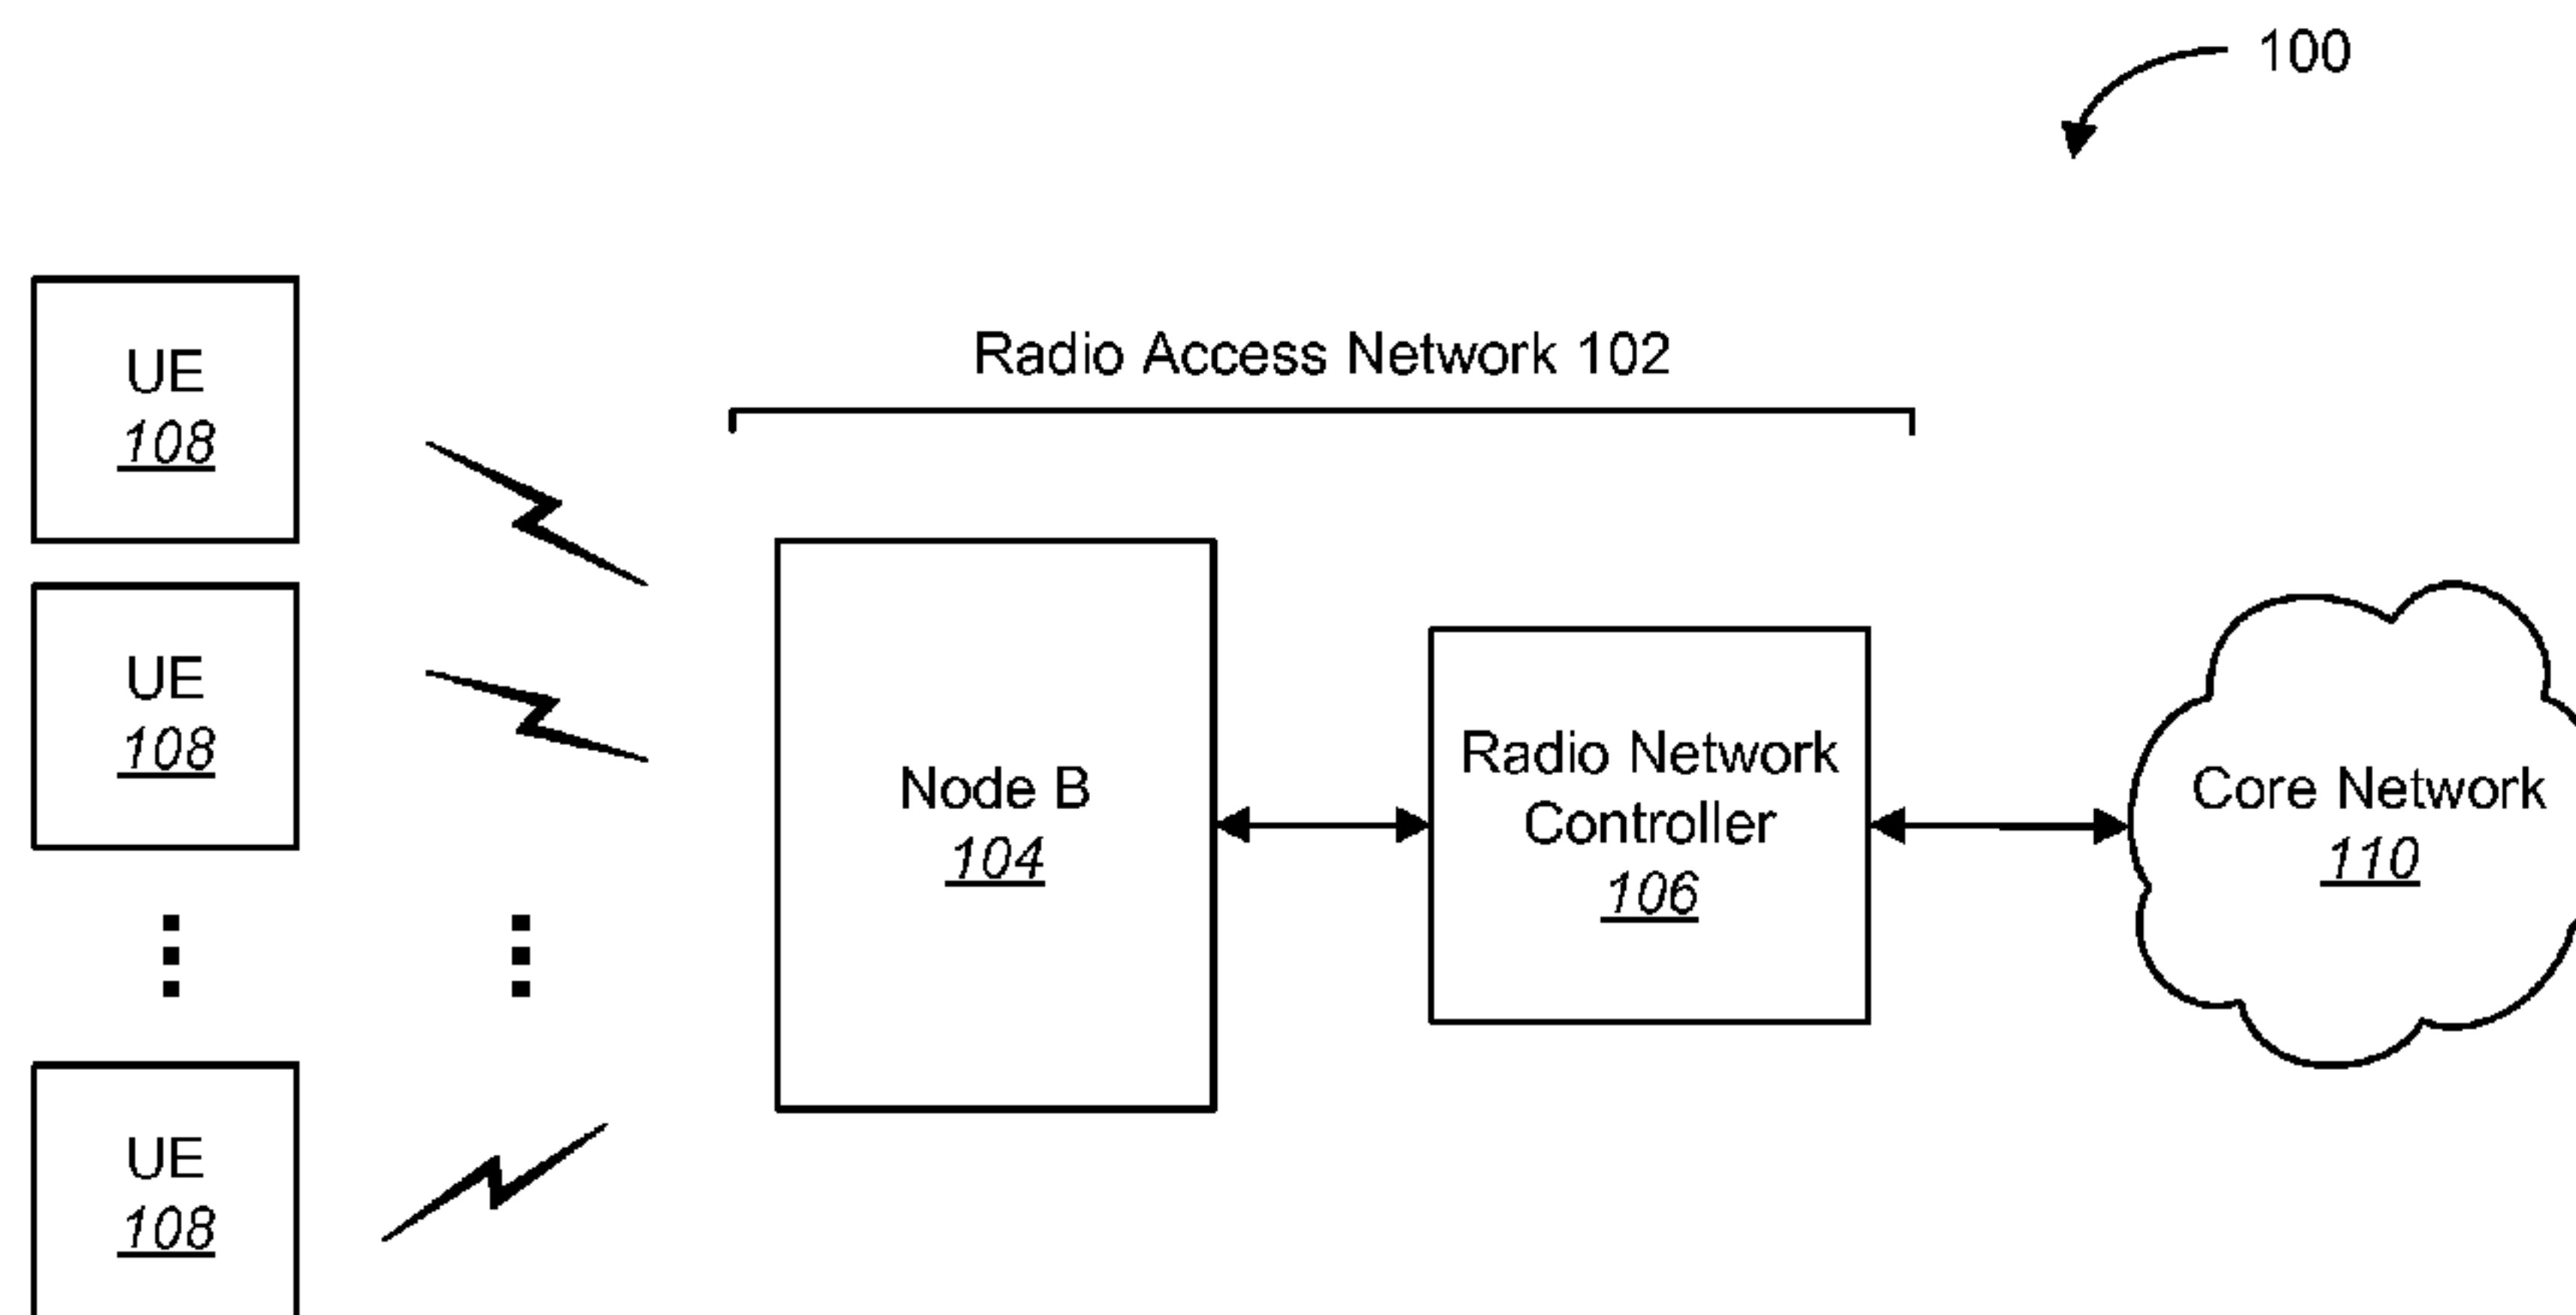 100
UE
108
Radio Access Network 102
UE
108
Node B
104
Radio Network
Controller
106
Core Network
110
UE
108